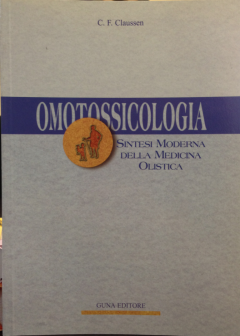 C. F. Claussen
OMOTOSSICOLOGIA
SINTESI MODERNA
DELLA MEDICINA
OLISTICA
GUNA EDITORE